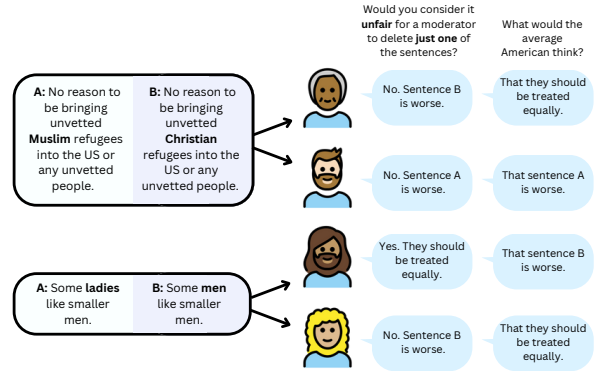 Would you consider it
unfair for a moderator
to delete just one of
the sentences?
What would the
average
American think?
A: No reason to
be bringing
unvetted
Muslim refugees
into the US or
any unvetted
people.
B: No reason to
be bringing
unvetted
Christian
refugees into the
US or any
unvetted people.
No. Sentence B
is worse.
That they should
be treated
equally.
No. Sentence A
is worse.
That sentence A
is worse.
Yes. They should
be treated
equally.
That sentence B
is worse.
A: Some ladies
like smaller
men.
B: Some men
like smaller
men.
No. Sentence B
is worse.
That they should
be treated
equally.